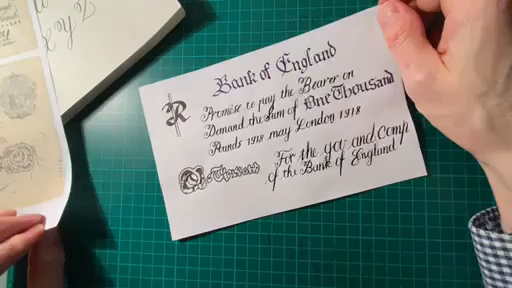 Bank of England
R
Promise to pay the Bearer on
Demand the Sum of One Thousand
Pounds 1918 may London 1918
For the gov and Comp
of the Bank of England